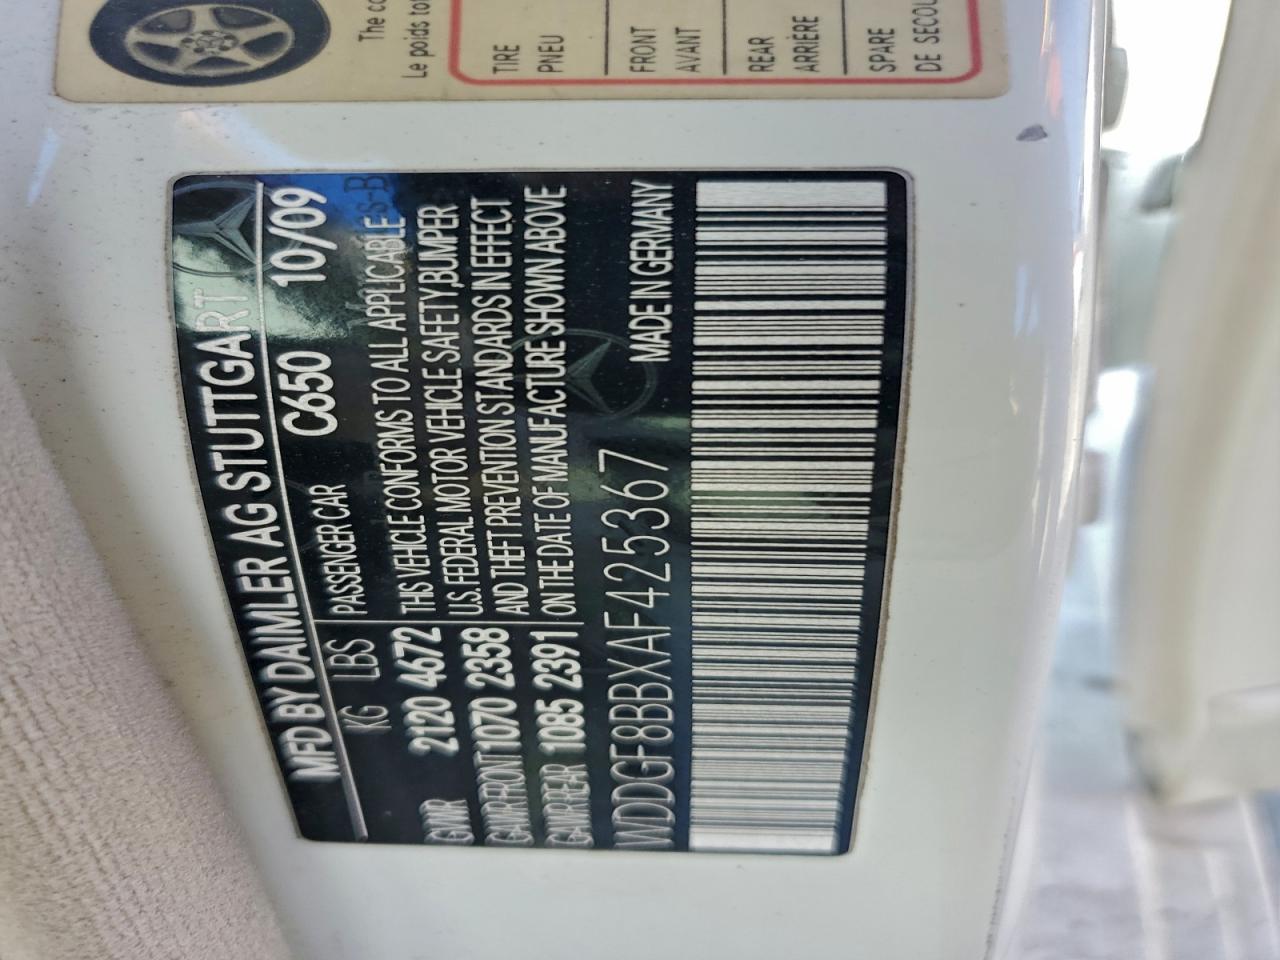 The
Le poids
TIRE
PNEU
FRONT
AVANT
REAR
ARRIÈRE
SPARE
DE
MFD BY DAIMLER AG STUTTGART
KG LBS PASSENGER CAR C650 10/09
GVWR 2120 4672
GAWR FRONT 1070 2358
GAWR REAR 1085 2391
THIS VEHICLE CONFORMS TO ALL APPLICABLE
U.S. FEDERAL MOTOR VEHICLE SAFETY,BUMPER
AND THEFT PREVENTION STANDARDS IN EFFECT
ON THE DATE OF MANUFACTURE SHOWN ABOVE
MADE IN GERMANY
WDDGF8BBXAF425367